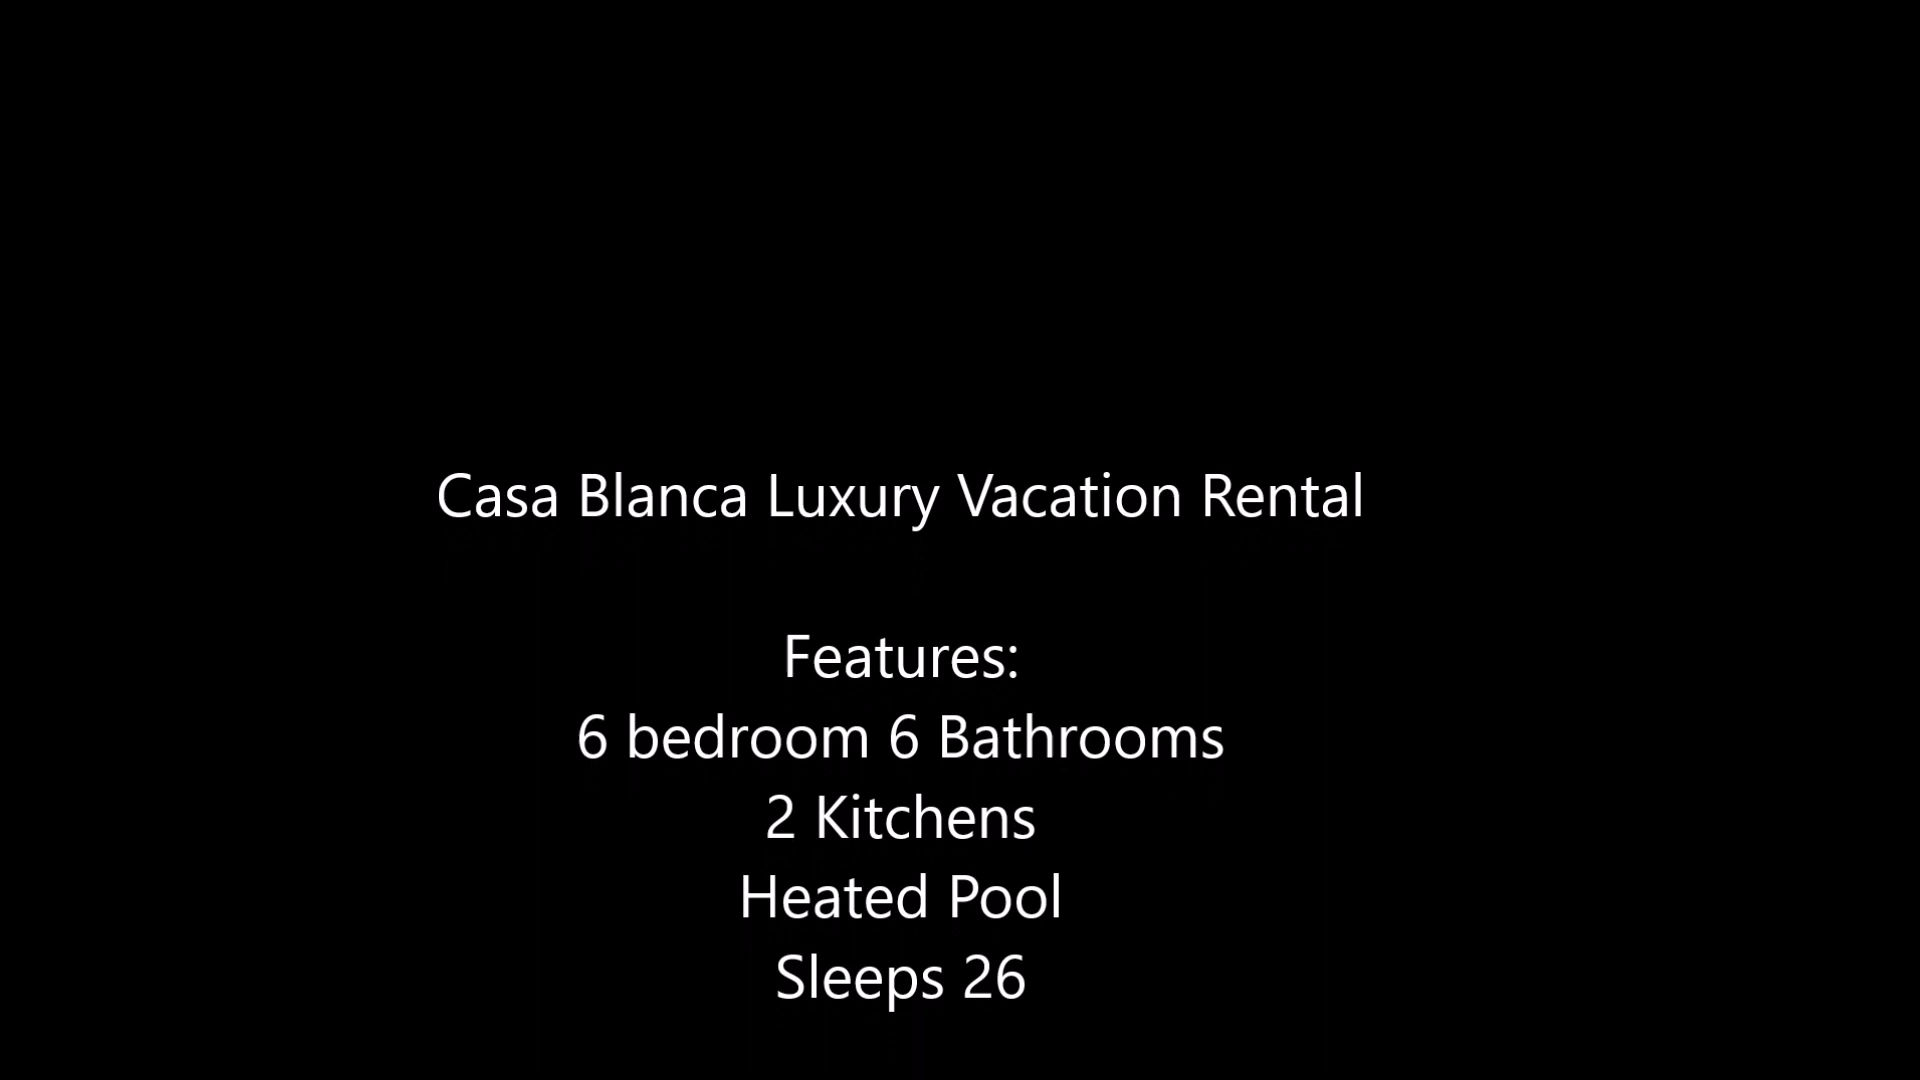 Casa Blanca Luxury Vacation Rental
Features:
6 bedroom 6 Bathrooms
2 Kitchens
Heated Pool
Sleeps 26